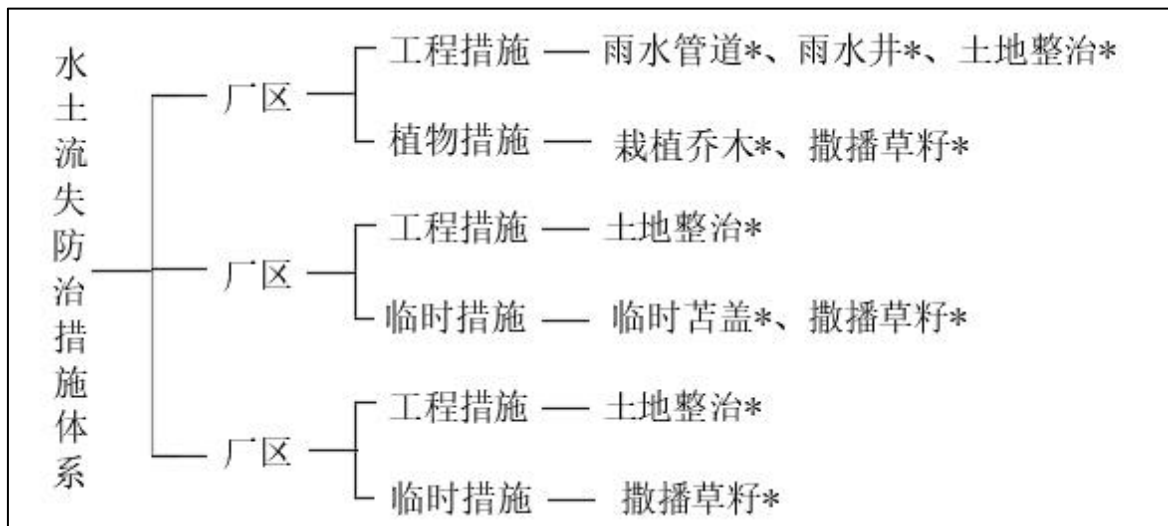 水土流失防治措施体系
厂区
工程措施 — 雨水管道*、雨水井*、土地整治*
植物措施 — 栽植乔木*、撒播草籽*
厂区
工程措施 — 土地整治*
临时措施 — 临时苫盖*、撒播草籽*
厂区
工程措施 — 土地整治*
临时措施 — 撒播草籽*